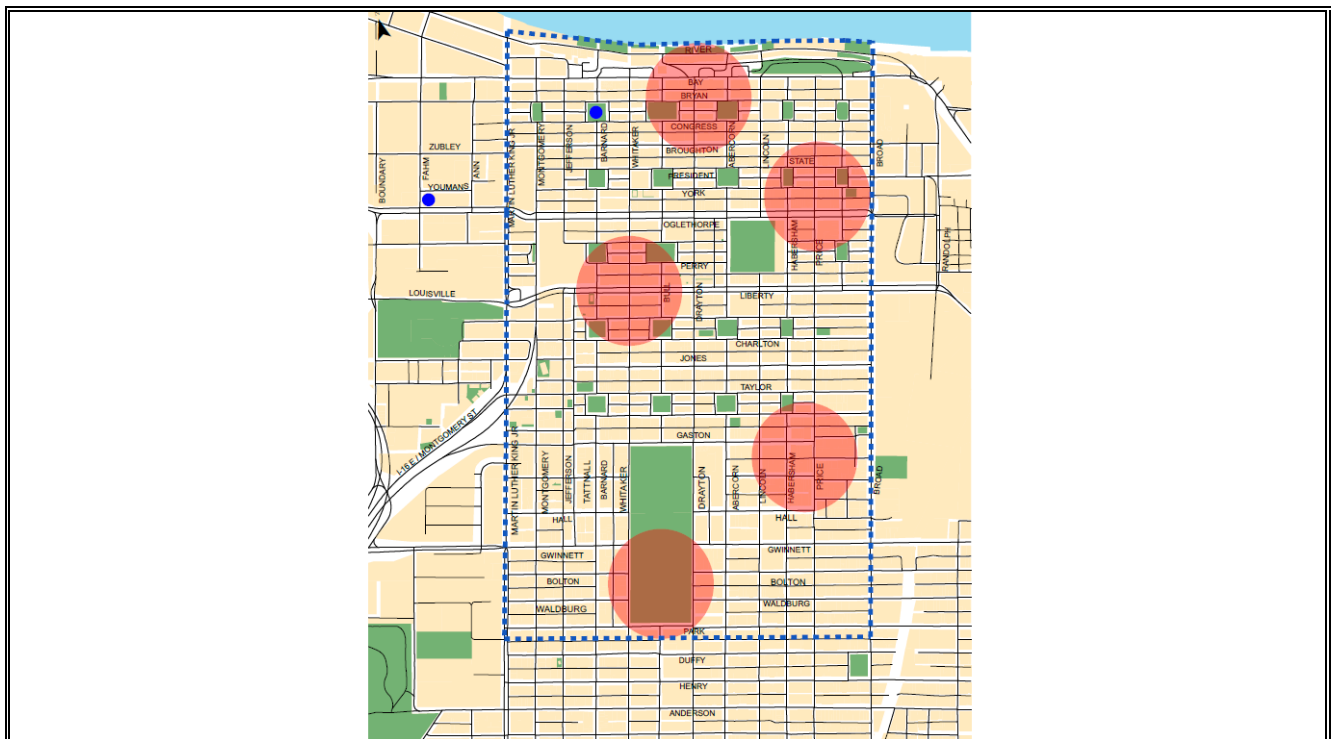 RIVER
BAY
BRYAN
CONGRESS
BROUGHTON
ZUBLEY
STATE
PRESIDENT
YOUMANS
YORK
BOUNDARY
FAHM
ANN
MARTIN LUTHER KING JR
MONTGOMERY
JEFFERSON
BARNARD
WHITAKER
ABERCORN
LINCOLN
BROAD
OGLETHORPE
HABERSHAM
PRICE
RANDOLPH
PERRY
LOUISVILLE
BULL
DRAYTON
LIBERTY
CHARLTON
JONES
TAYLOR
I-16 E / MONTGOMERY ST
GASTON
MARTIN LUTHER KING JR
MONTGOMERY
JEFFERSON
TATTNALL
BARNARD
WHITAKER
DRAYTON
ABERCORN
LINCOLN
HABERSHAM
PRICE
BROAD
HALL
HALL
GWINNETT
GWINNETT
BOLTON
BOLTON
WALDBURG
WALDBURG
PARK
DUFFY
HENRY
ANDERSON